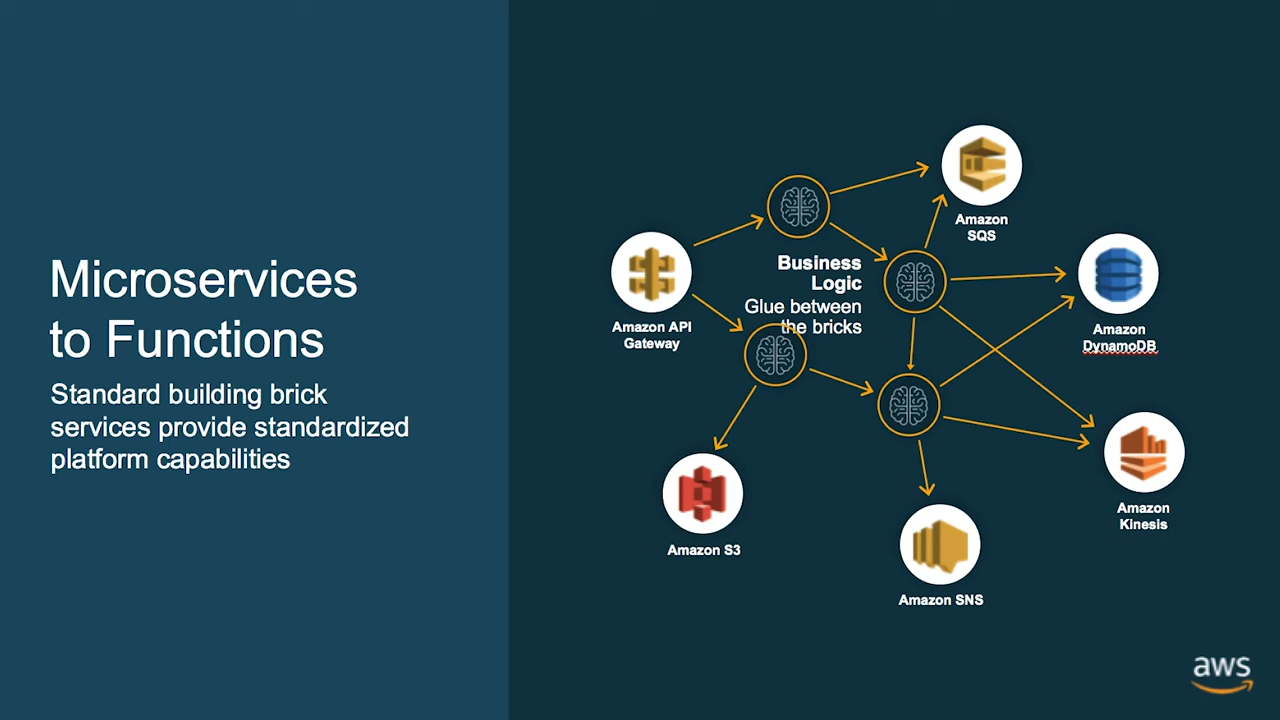 Microservices
to Functions
Standard building brick
services provide standardized
platform capabilities
Amazon
SQS
Business
Logic
Glue between
the bricks
Amazon API
Gateway
Amazon
DynamoDB
Amazon
Kinesis
Amazon S3
Amazon SNS
aws